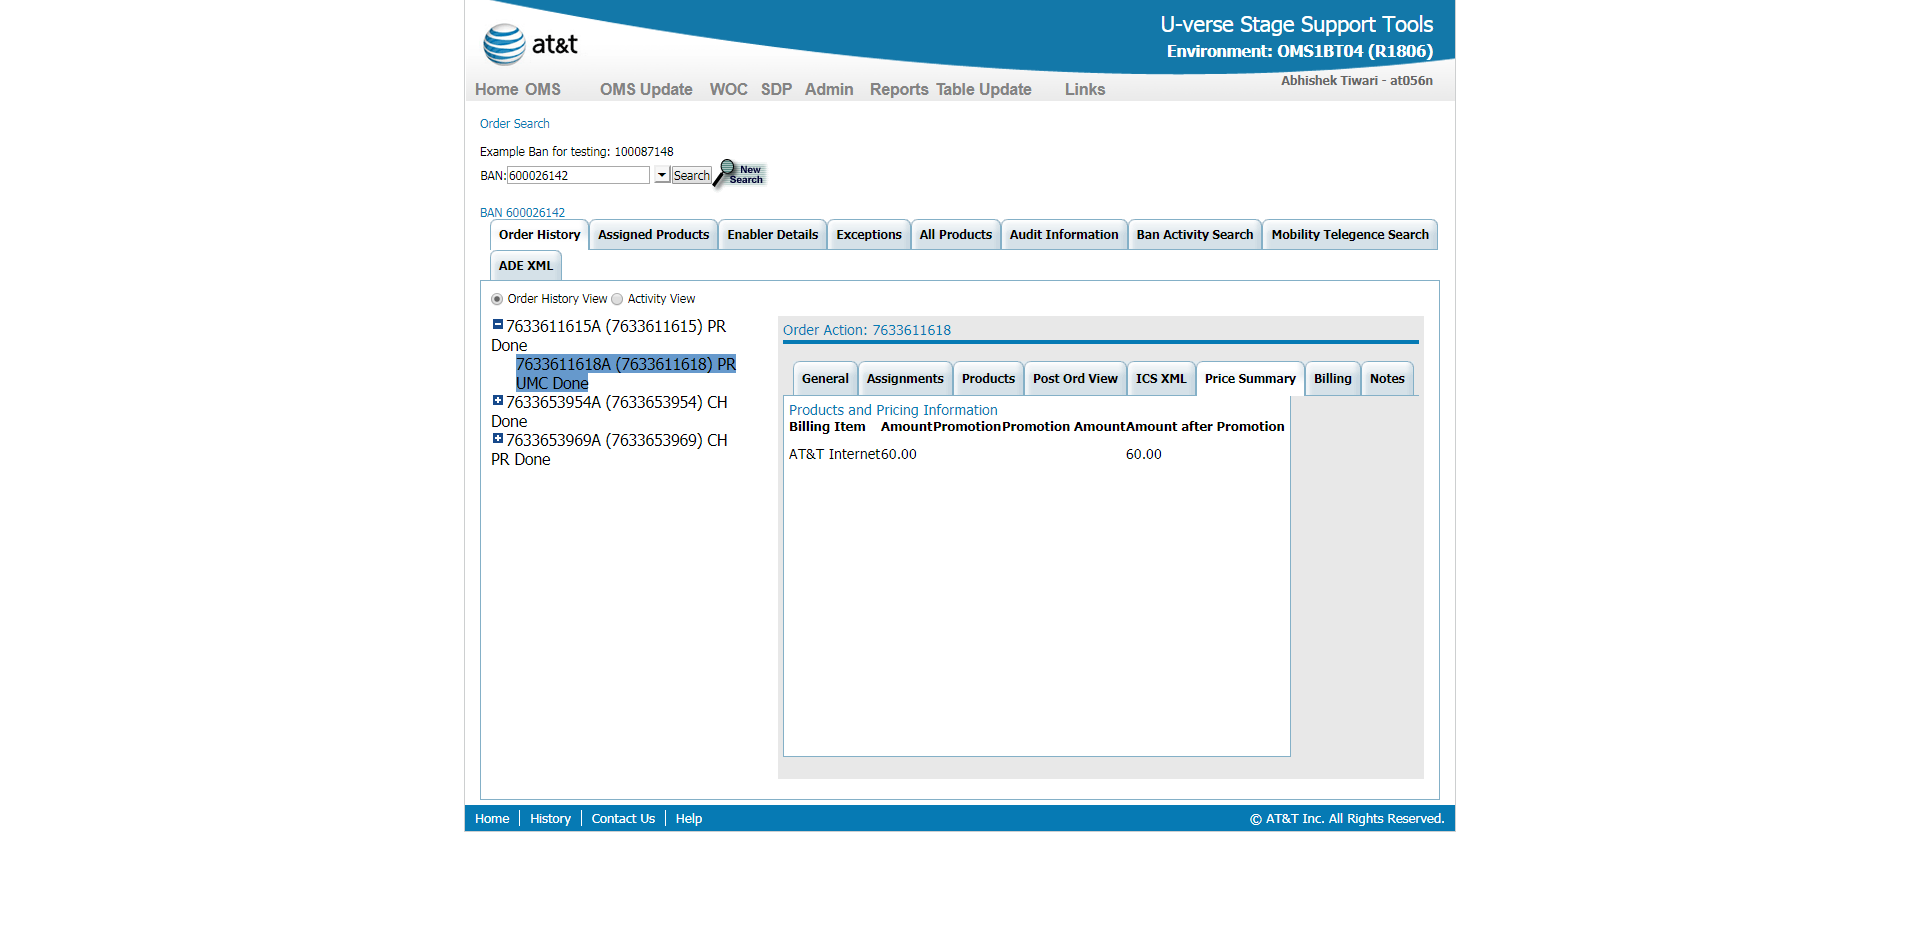 at&t
U-verse Stage Support Tools
Environment: OMS1BT04 (R1806)
Abhishek Tiwari - at056n
Home OMS OMS Update WOC SDP Admin Reports Table Update Links
Order Search
Example Ban for testing: 100087148
BAN: 600026142 Search New Search
BAN 600026142
Order History Assigned Products Enabler Details Exceptions All Products Audit Information Ban Activity Search Mobility Telegence Search
ADE XML
Order History View Activity View
7633611615A (7633611615) PR
Done
7633611618A (7633611618) PR
UMC Done
7633653954A (7633653954) CH
Done
7633653969A (7633653969) CH
PR Done
Order Action: 7633611618
General Assignments Products Post Ord View ICS XML Price Summary Billing Notes
Products and Pricing Information
Billing Item Amount Promotion Promotion Amount Amount after Promotion
AT&T Internet 60.00 60.00
Home History Contact Us Help
© AT&T Inc. All Rights Reserved.